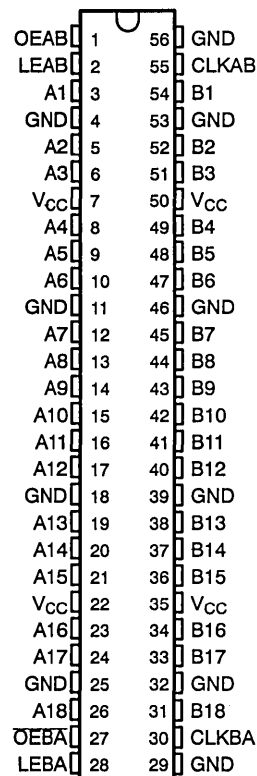 OEAB 1 56 GND
LEAB 2 55 CLKAB
A1 3 54 B1
GND 4 53 GND
A2 5 52 B2
A3 6 51 B3
VCC 7 50 VCC
A4 8 49 B4
A5 9 48 B5
A6 10 47 B6
GND 11 46 GND
A7 12 45 B7
A8 13 44 B8
A9 14 43 B9
A10 15 42 B10
A11 16 41 B11
A12 17 40 B12
GND 18 39 GND
A13 19 38 B13
A14 20 37 B14
A15 21 36 B15
VCC 22 35 VCC
A16 23 34 B16
A17 24 33 B17
GND 25 32 GND
A18 26 31 B18
O̅E̅B̅A̅ 27 30 CLKBA
LEBA 28 29 GND